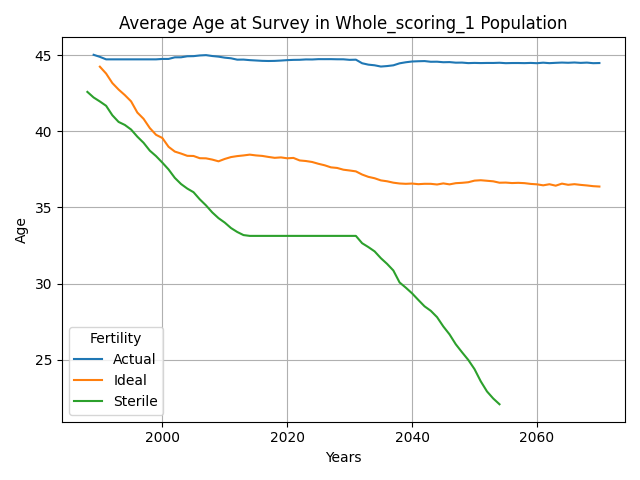 Average Age at Survey in Whole_scoring_1 Population
Age
45
40
35
30
25
Fertility
Actual
Ideal
Sterile
2000
2020
2040
2060
Years